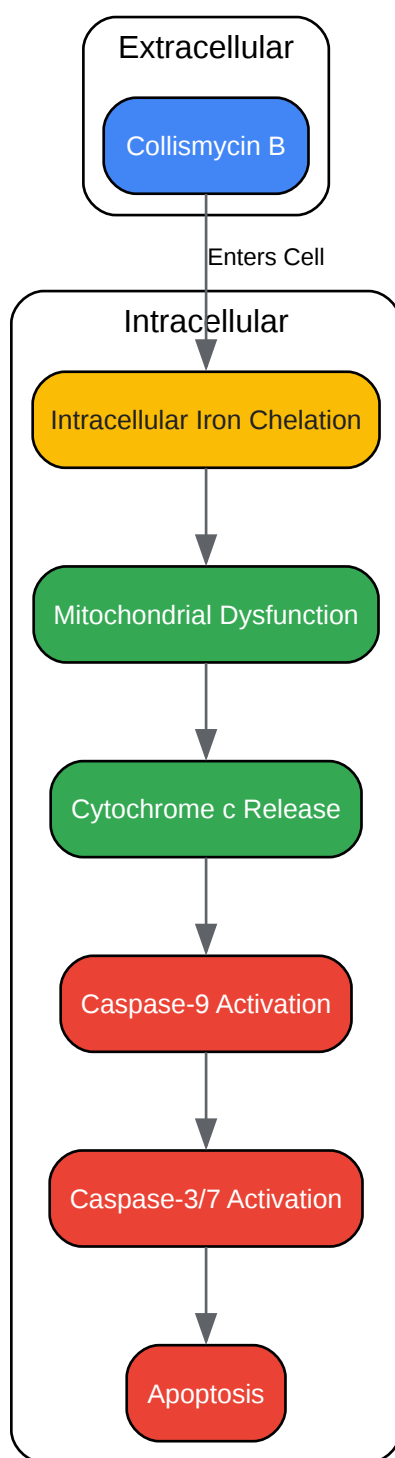 Extracellular
Collismycin B
Enters Cell
Intracellular
Intracellular Iron Chelation
Mitochondrial Dysfunction
Cytochrome c Release
Caspase-9 Activation
Caspase-3/7 Activation
Apoptosis